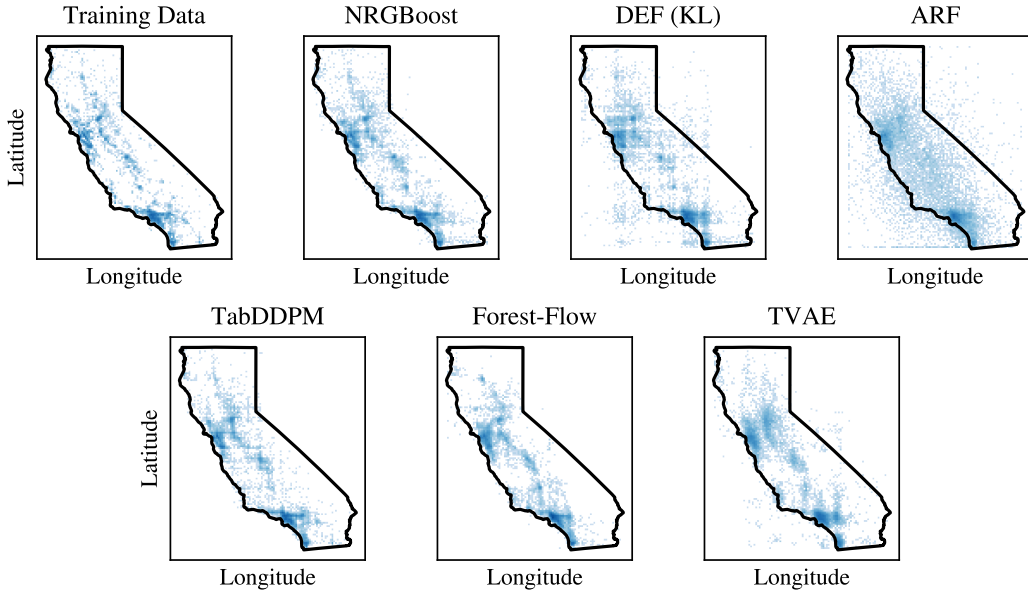 Training Data
NRGBoost
DEF (KL)
ARF
Latitude
Longitude
Longitude
Longitude
Longitude
TabDDPM
Forest-Flow
TVAE
Latitude
Longitude
Longitude
Longitude